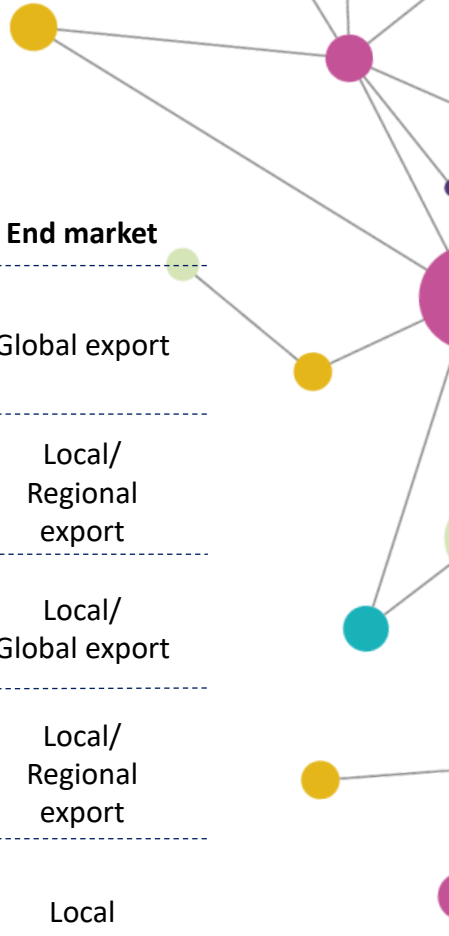 End market
Global export
Local/
Regional
export
Local/
Global export
Local/
Regional
export
Local